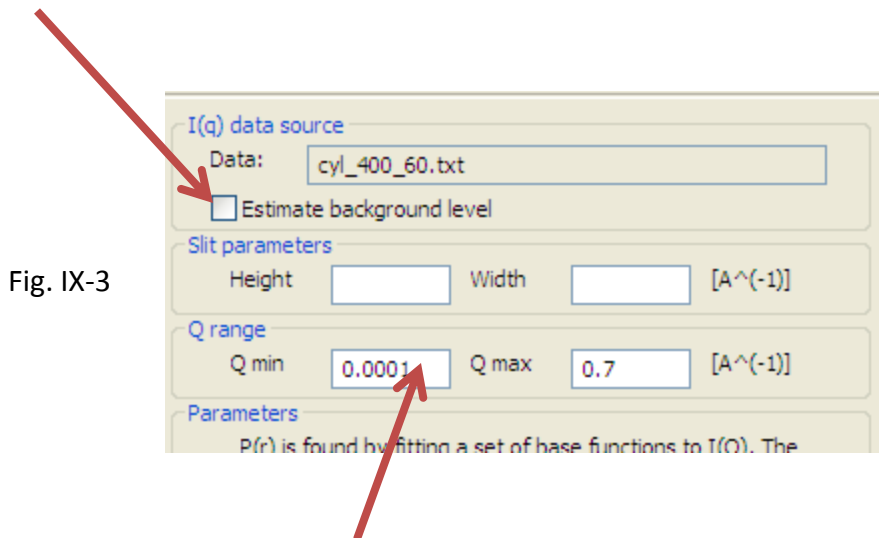 I(q) data source
Data: cyl_400_60.txt
Estimate background level
Slit parameters
Fig. IX-3
Height Width [A^(-1)]
Q range
Q min 0.0001 Q max 0.7 [A^(-1)]
Parameters
P(r) is found by fitting a set of base functions to I(Q). The